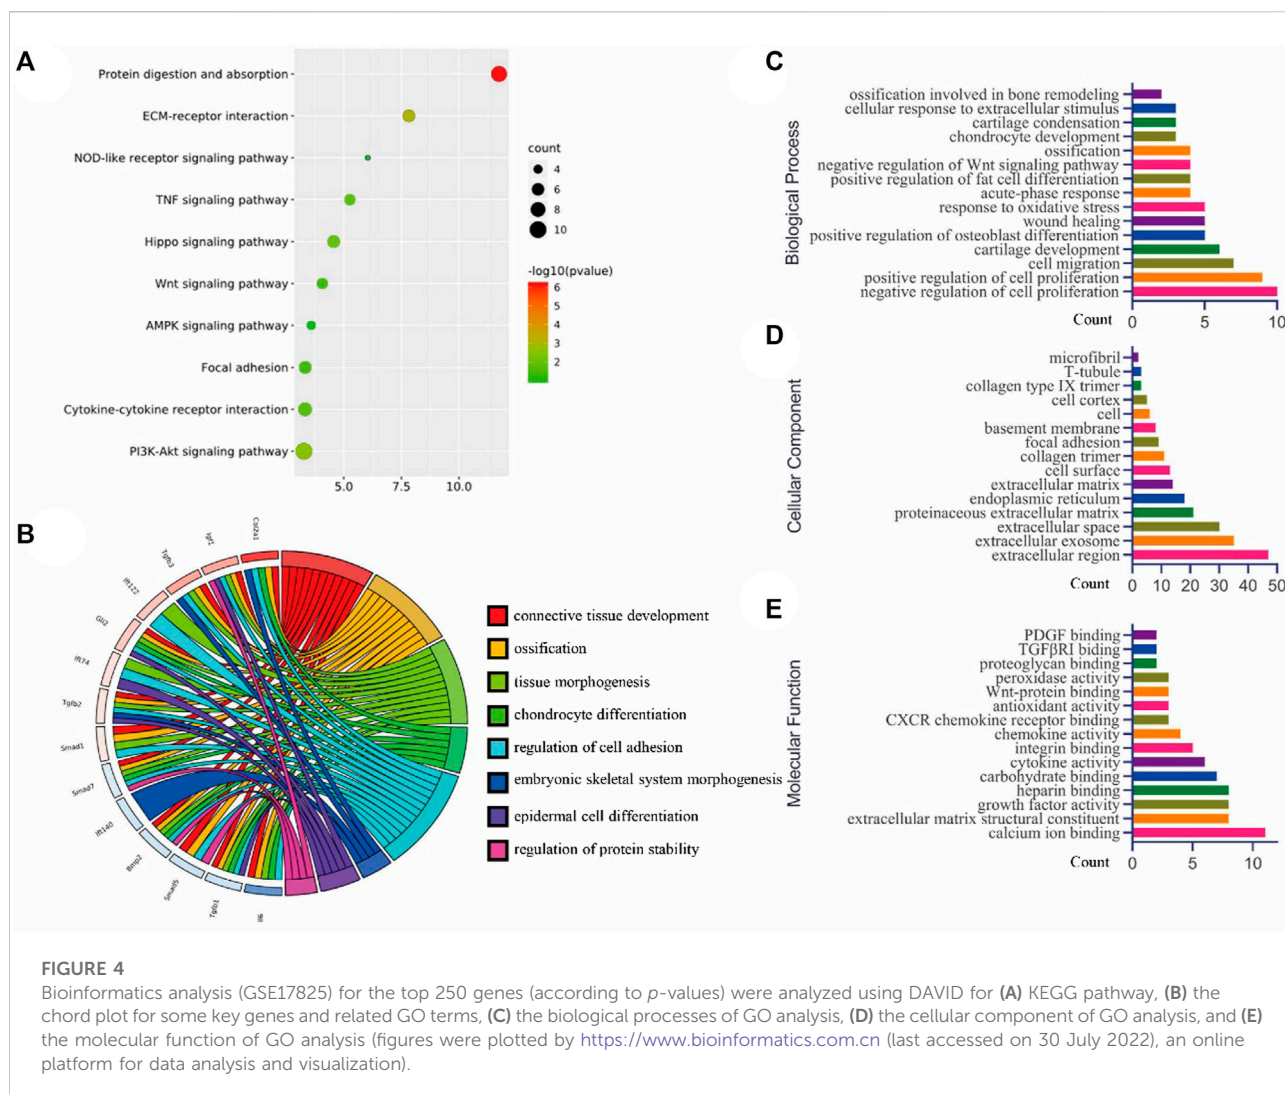 A
Protein digestion and absorption
ECM-receptor interaction
NOD-like receptor signaling pathway
TNF signaling pathway
Hippo signaling pathway
Wnt signaling pathway
AMPK signaling pathway
Focal adhesion
Cytokine-cytokine receptor interaction
PI3K-Akt signaling pathway
5.0 7.5 10.0
count
4
6
8
10
-log10(pvalue)
6
5
4
3
2
B
Col2a1
Igf1
Tgfb3
Ift122
Gli2
Ift74
Tgfb2
Smad1
Smad7
Ift140
Bmp2
Smad5
Tgfb1
Il6
connective tissue development
ossification
tissue morphogenesis
chondrocyte differentiation
regulation of cell adhesion
embryonic skeletal system morphogenesis
epidermal cell differentiation
regulation of protein stability
C
Biological Process
ossification involved in bone remodeling
cellular response to extracellular stimulus
cartilage condensation
chondrocyte development
ossification
negative regulation of Wnt signaling pathway
positive regulation of fat cell differentiation
acute-phase response
response to oxidative stress
wound healing
positive regulation of osteoblast differentiation
cartilage development
cell migration
positive regulation of cell proliferation
negative regulation of cell proliferation
Count 0 5 10
D
Cellular Component
microfibril
T-tubule
collagen type IX trimer
cell cortex
cell
basement membrane
focal adhesion
collagen trimer
cell surface
extracellular matrix
endoplasmic reticulum
proteinaceous extracellular matrix
extracellular space
extracellular exosome
extracellular region
Count 0 10 20 30 40 50
E
Molecular Function
PDGF binding
TGFβRI biding
proteoglycan binding
peroxidase activity
Wnt-protein binding
antioxidant activity
CXCR chemokine receptor binding
chemokine activity
integrin binding
cytokine activity
carbohydrate binding
heparin binding
growth factor activity
extracellular matrix structural constituent
calcium ion binding
Count 0 5 10
FIGURE 4
Bioinformatics analysis (GSE17825) for the top 250 genes (according to p-values) were analyzed using DAVID for (A) KEGG pathway, (B) the
chord plot for some key genes and related GO terms, (C) the biological processes of GO analysis, (D) the cellular component of GO analysis, and (E)
the molecular function of GO analysis (figures were plotted by https://www.bioinformatics.com.cn (last accessed on 30 July 2022), an online
platform for data analysis and visualization).